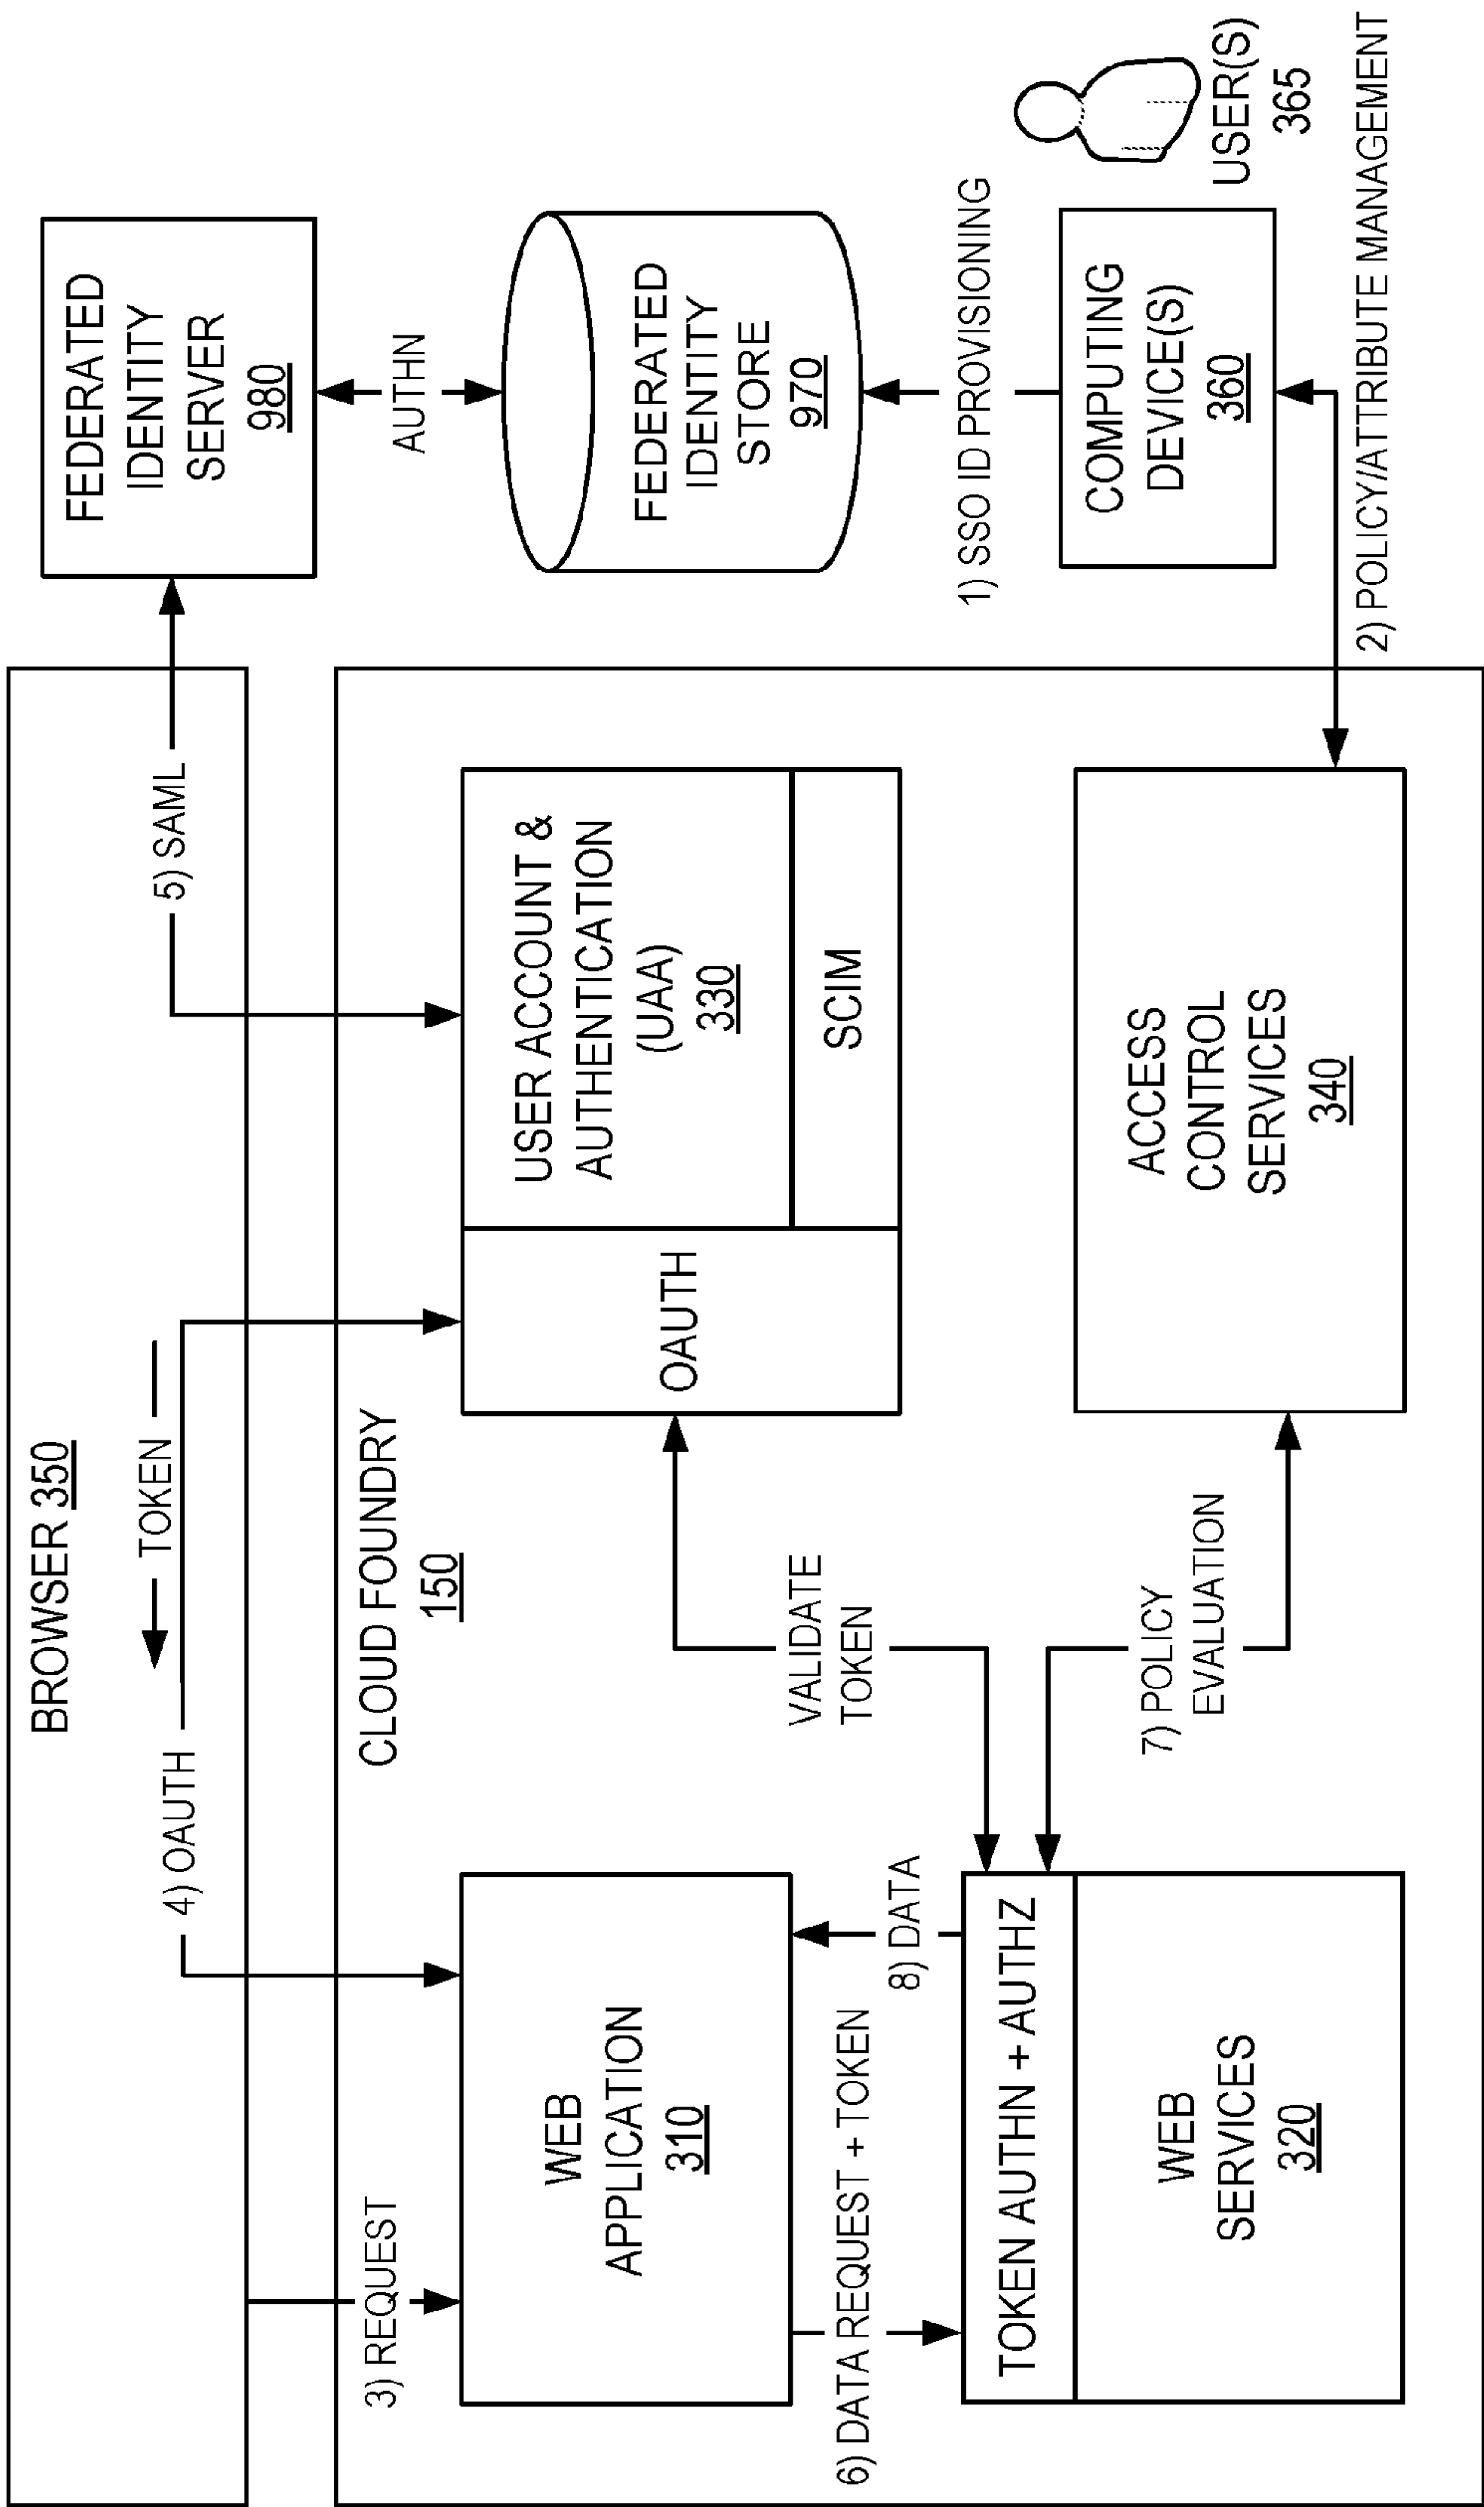 BROWSER 350
TOKEN
4) OAUTH
5) SAML
FEDERATED
IDENTITY
SERVER
980
AUTHN
FEDERATED
IDENTITY
STORE
970
1) SSO ID PROVISIONING
COMPUTING
DEVICE(S)
360
USER(S)
365
2) POLICY/ATTRIBUTE MANAGEMENT
CLOUD FOUNDRY
150
3) REQUEST
WEB
APPLICATION
310
OAUTH
USER ACCOUNT &
AUTHENTICATION
(UAA)
330
SCIM
VALIDATE
TOKEN
6) DATA REQUEST + TOKEN
8) DATA
TOKEN AUTHN + AUTHZ
WEB
SERVICES
320
7) POLICY
EVALUATION
ACCESS
CONTROL
SERVICES
340